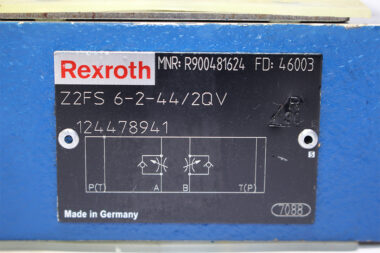 Rexroth MNR: R900481624 FD: 46003
Z2FS 6-2-44/2QV
124478941
P(T) A B T(P)
Made in Germany 7088